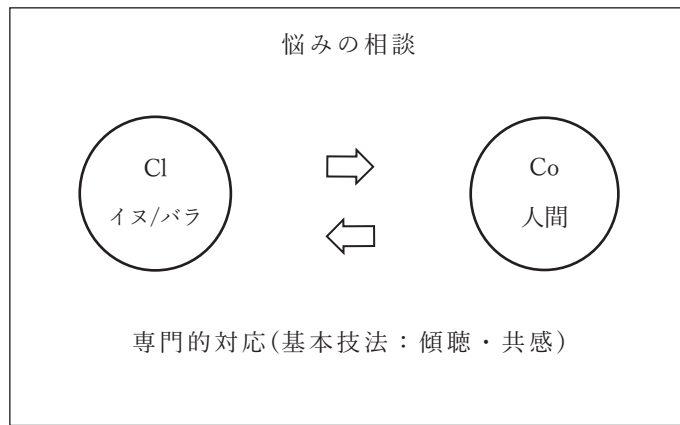 悩みの相談
Cl
イヌ/バラ
Co
人間
専門的対応(基本技法：傾聴・共感)